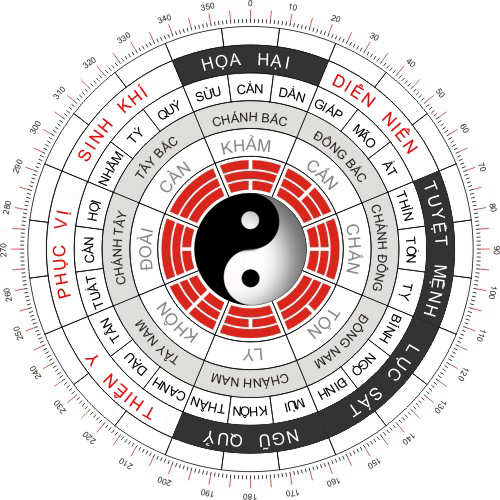 0
10
20
30
40
50
60
70
80
90
100
110
120
130
140
150
160
170
180
190
200
210
220
230
240
250
260
270
280
290
300
310
320
330
340
350
HỌA HẠI
DIÊN NIÊN
TUYỆT MỆNH
LỤC SÁT
NGŨ QUỶ
THIÊN Y
PHỤC VỊ
SINH KHÍ
SỬU
CẤN
DẦN
GIÁP
MÃO
ẤT
THÌN
TỐN
TỴ
BÍNH
NGỌ
ĐINH
MÙI
KHÔN
THÂN
CANH
DẬU
TÂN
TUẤT
CÀN
HỢI
NHÂM
TÝ
QUÝ
CHÁNH BẮC
ĐÔNG BẮC
CHÁNH ĐÔNG
ĐÔNG NAM
CHÁNH NAM
TÂY NAM
CHÁNH TÂY
TÂY BẮC
KHẢM
CẤN
CHẤN
TỐN
LY
KHÔN
ĐOÀI
CÀN